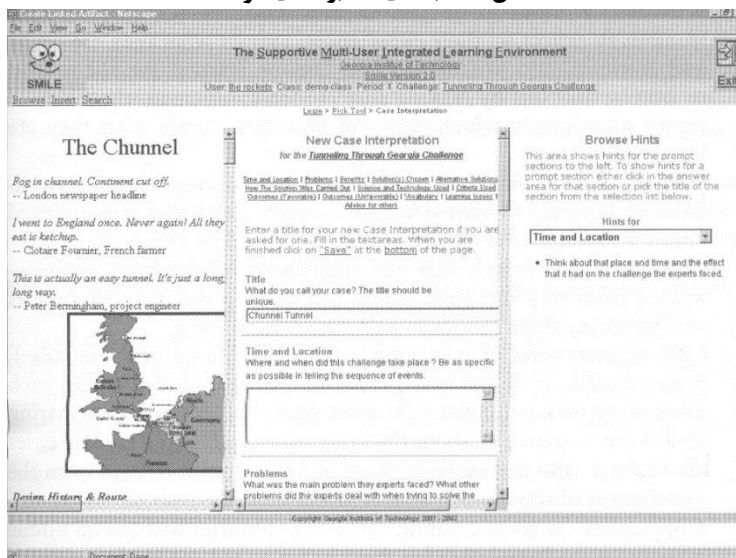 Create Linked Artifact - Netscape
File Edit View Go Window Help
SMILE
Browse Insert Search
The Supportive Multi-User Integrated Learning Environment
Georgia Institute of Technology
Smile Version 2.0
User: the rockets Class: demo class Period: 1 Challenge: Tunneling Through Georgia Challenge
Exit
Login > Pick Tool > Case Interpretation
The Chunnel
Fog in channel. Continent cut off.
-- London newspaper headline
I went to England once. Never again! All they
eat is ketchup.
-- Clotaire Fournier, French farmer
This is actually an easy tunnel. It's just a long,
long way.
-- Peter Bermingham, project engineer
Germany
France
Design History & Route
New Case Interpretation
for the Tunneling Through Georgia Challenge
Time and Location | Problems | Benefits | Solution(s) Chosen | Alternative Solutions
How The Solution Was Carried Out | Science and Technology Used | Criteria Used
Outcomes (Favorable) | Outcomes (Unfavorable) | Vocabulary | Learning Issues |
Advice for others
Enter a title for your new Case Interpretation if you are
asked for one. Fill in the textareas. When you are
finished click on "Save" at the bottom of the page.
Title
What do you call your case? The title should be
unique.
Channel Tunnel
Time and Location
Where and when did this challenge take place ? Be as specific
as possible in telling the sequence of events.
Problems
What was the main problem they experts faced? What other
problems did the experts deal with when trying to solve the
Browse Hints
This area shows hints for the prompt
sections to the left. To show hints for a
prompt section either click in the answer
area for that section or pick the title of the
section from the selection list below.
Hints for
Time and Location
Think about that place and time and the effect
that it had on the challenge the experts faced.
Copyright Georgia Institute of Technology 2001 - 2002
Document: Done